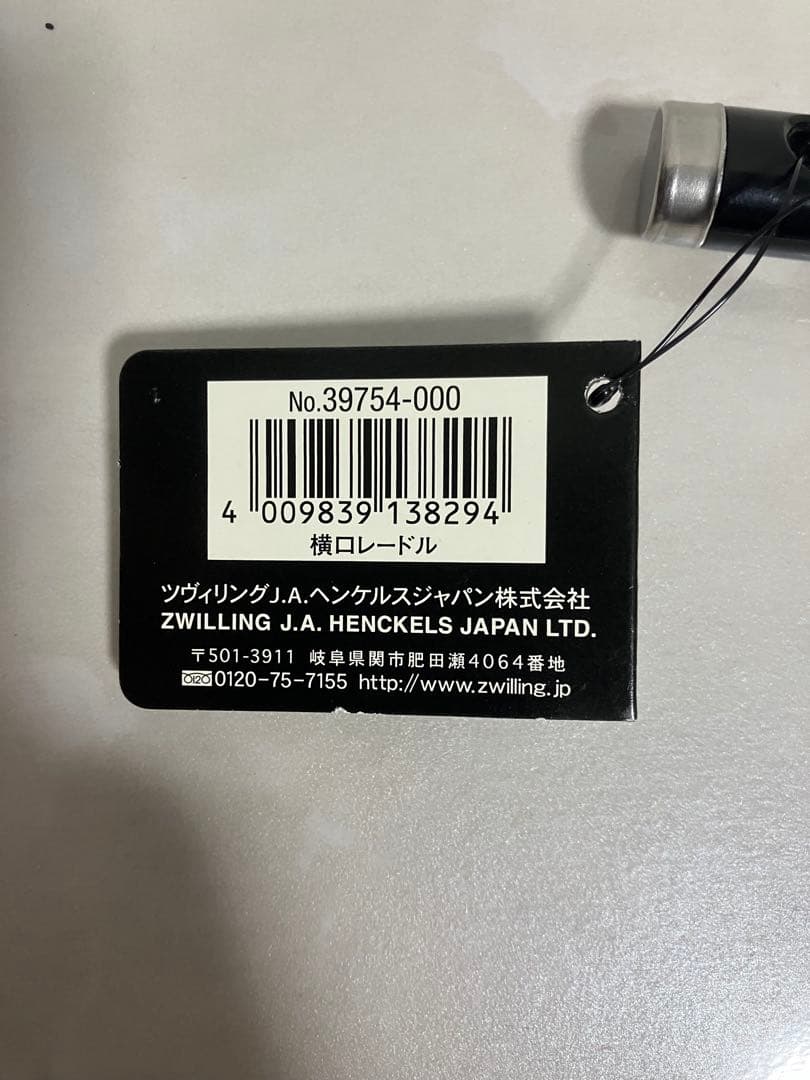 No.39754-000
4 009839 138294
横口レードル
ツヴィリングJ.A.ヘンケルスジャパン株式会社
ZWILLING J.A. HENCKELS JAPAN LTD.
〒501-3911 岐阜県関市肥田瀬4064番地
0120 0120-75-7155 http://www.zwilling.jp